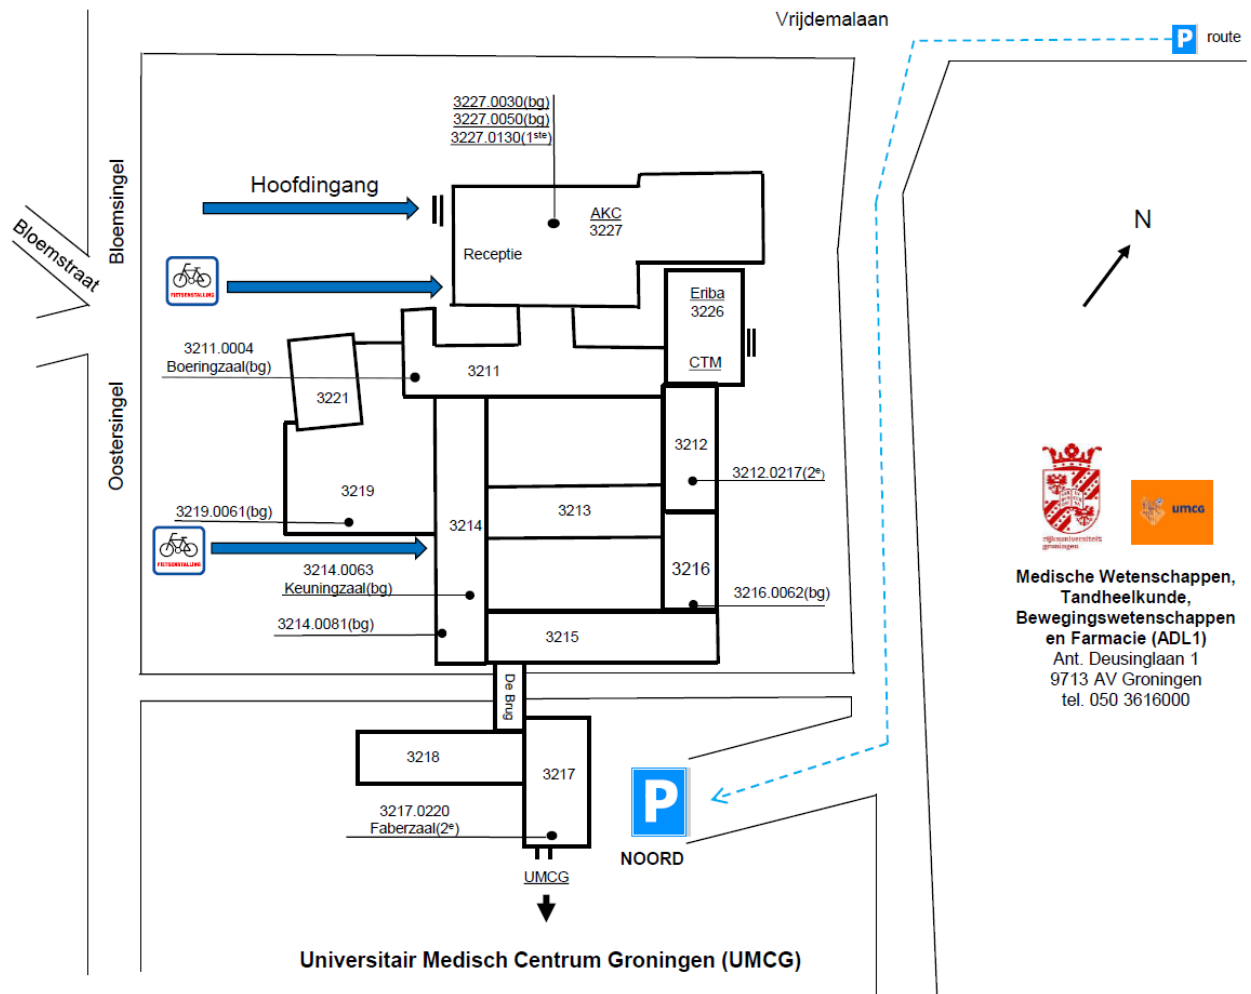 Vrijdemalaan
P route
3227.0030(bg)
3227.0050(bg)
3227.0130(1ste)
Bloemsingel
Hoofdingang
AKC
3227
N
Bloemstraat
Receptie
FIETSENSTALLING
Eriba
3226
3211.0004
Boeringzaal(bg)
3211
CTM
3221
Oostersingel
3212
3212.0217(2e)
3219
3219.0061(bg)
3214
3213
umcg
rijksuniversiteit
groningen
FIETSENSTALLING
3214.0063
Keuningzaal(bg)
3216
3216.0062(bg)
3214.0081(bg)
3215
Medische Wetenschappen,
Tandheelkunde,
Bewegingswetenschappen
en Farmacie (ADL1)
Ant. Deusinglaan 1
9713 AV Groningen
tel. 050 3616000
De Brug
3218
3217
P
3217.0220
Faberzaal(2e)
NOORD
UMCG
Universitair Medisch Centrum Groningen (UMCG)